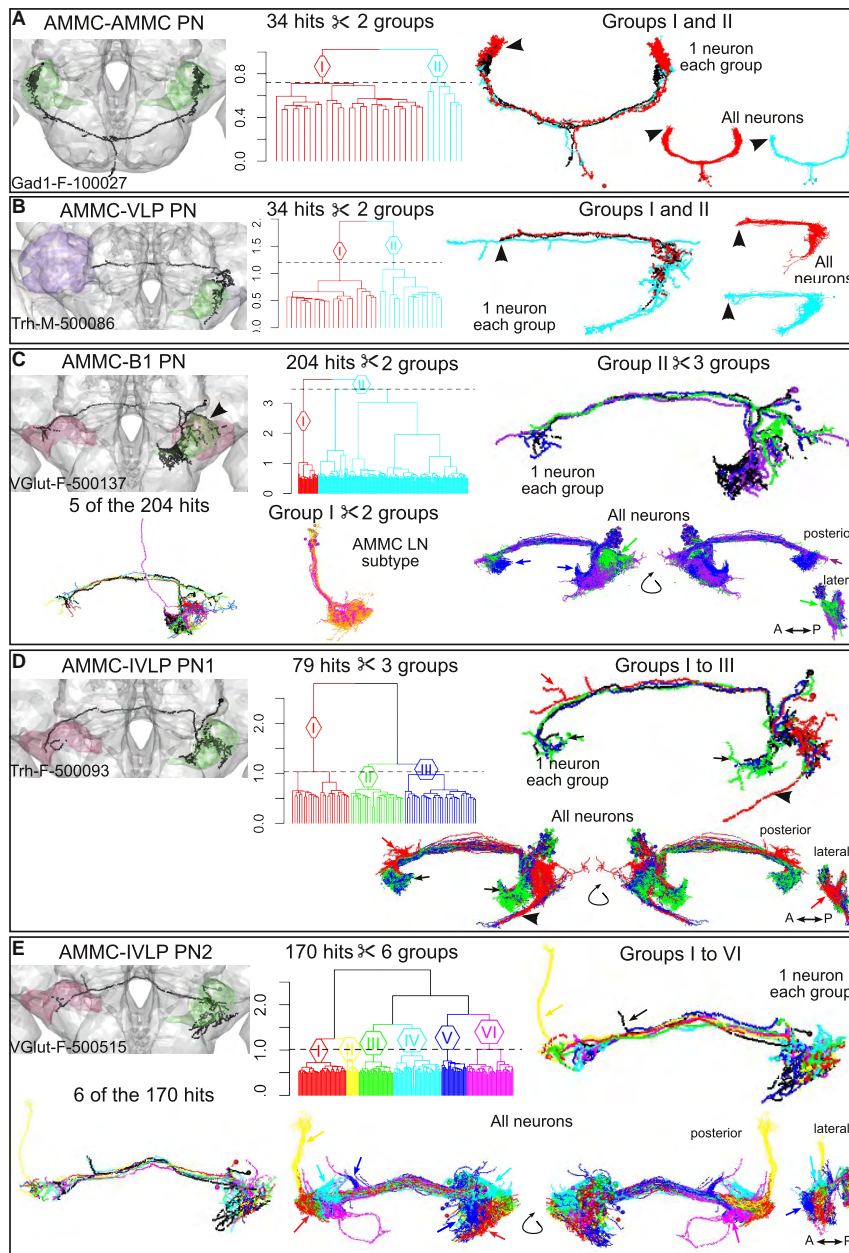 A AMMC-AMMC PN
34 hits ✂ 2 groups
Groups I and II
1 neuron
each group
All neurons
I
II
0.8
0.4
0.0
Gad1-F-100027
B AMMC-VLP PN
34 hits ✂ 2 groups
Groups I and II
2.
1.5
1.0
0.5
I
II
1 neuron
each group
All
neurons
Trh-M-500086
C AMMC-B1 PN
204 hits ✂ 2 groups
Group II ✂ 3 groups
I
II
3
2
1
0
VGlut-F-500137
1 neuron
each group
5 of the 204 hits
Group I ✂ 2 groups
AMMC LN
subtype
All neurons
posterior
lateral
A P
D AMMC-IVLP PN1
79 hits ✂ 3 groups
Groups I to III
I
II
III
2.0
1.0
0.0
Trh-F-500093
1 neuron
each group
All neurons
posterior
lateral
A P
E AMMC-IVLP PN2
170 hits ✂ 6 groups
Groups I to VI
1 neuron
each group
2.0
1.0
.0
I
II
III
IV
V
VI
VGlut-F-500515
6 of the 170 hits
All neurons
posterior
lateral
A P